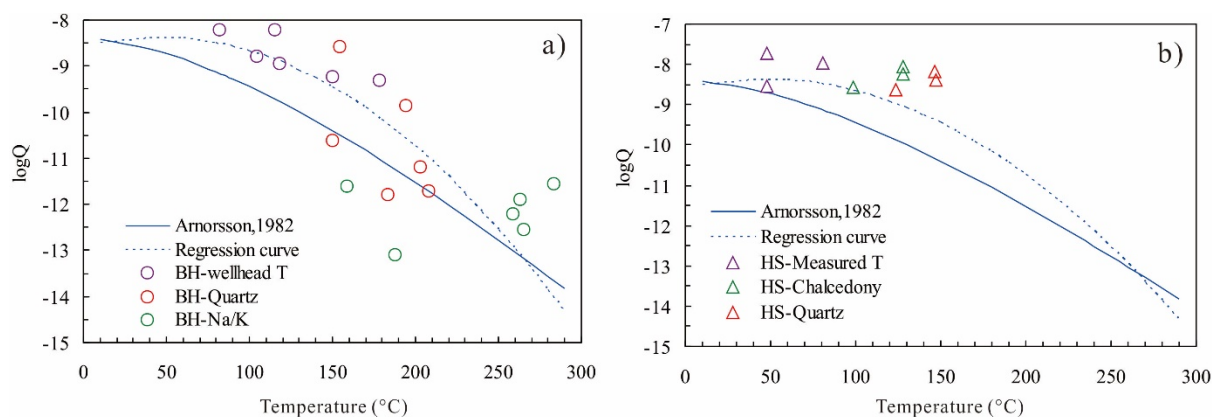 a)
-8
-9
-10
-11
-12
-13
-14
-15
logQ
Arnorsson,1982
Regression curve
BH-wellhead T
BH-Quartz
BH-Na/K
0
50
100
150
200
250
300
Temperature (°C)
b)
-7
-8
-9
-10
-11
-12
-13
-14
-15
logQ
Arnorsson,1982
Regression curve
HS-Measured T
HS-Chalcedony
HS-Quartz
0
50
100
150
200
250
300
Temperature (°C)